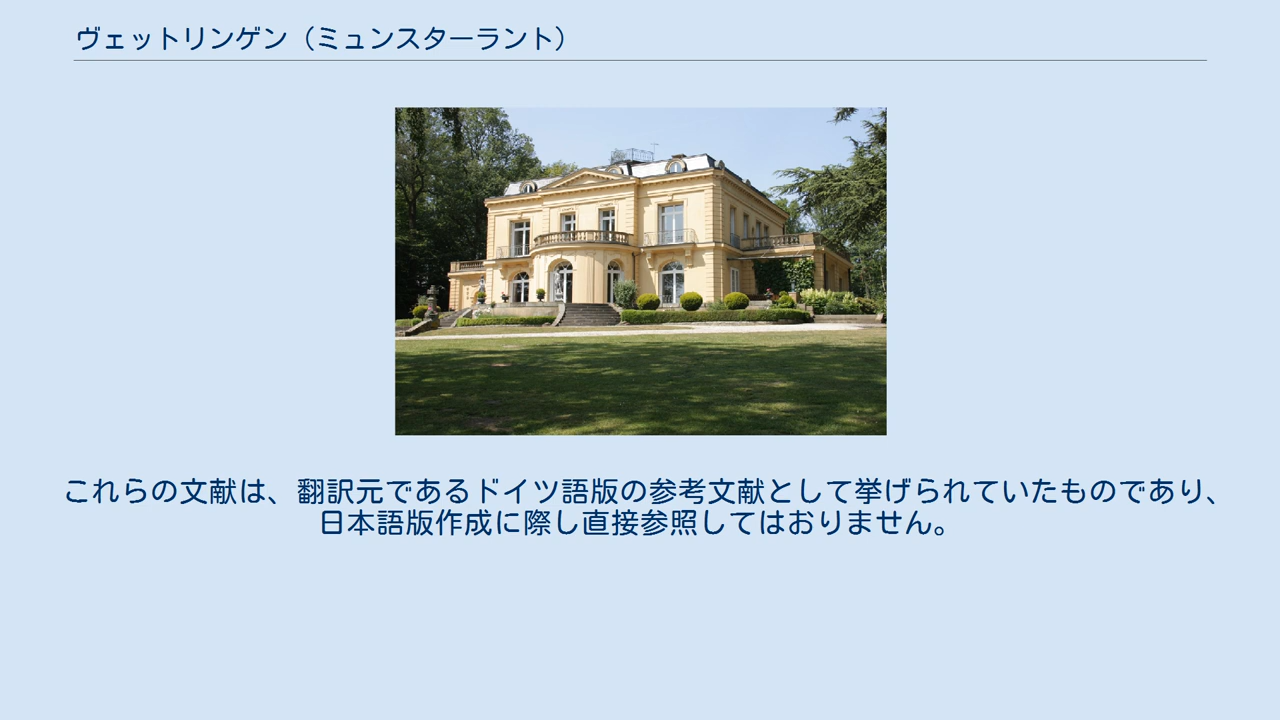 ヴェットリンゲン（ミュンスターラント）
これらの文献は、翻訳元であるドイツ語版の参考文献として挙げられていたものであり、
日本語版作成に際し直接参照してはおりません。